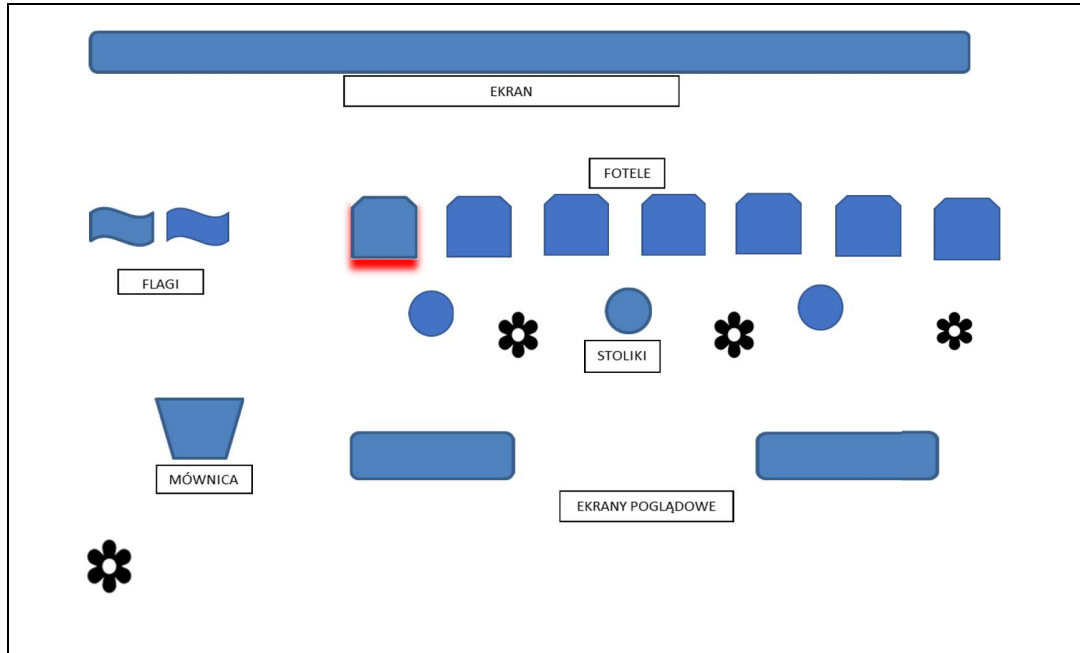 EKRAN
FOTELE
FLAGI
STOLIKI
MÓWNICA
EKRANY POGLĄDOWE